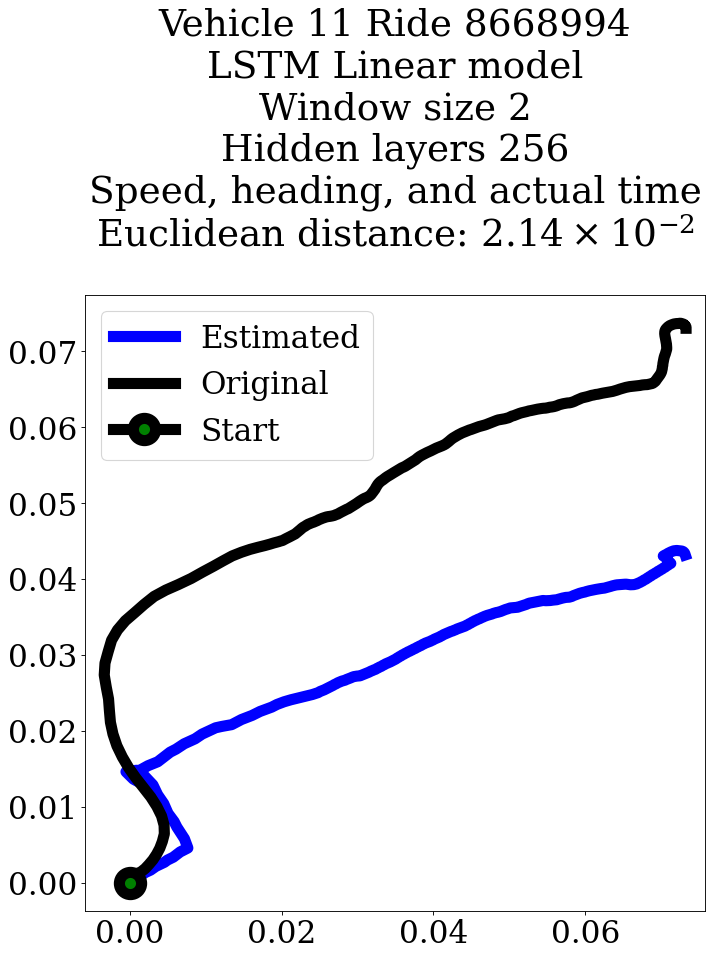 Vehicle 11 Ride 8668994
LSTM Linear model
Window size 2
Hidden layers 256
Speed, heading, and actual time
Euclidean distance: 2.14 × 10⁻²
Estimated
Original
Start
0.07
0.06
0.05
0.04
0.03
0.02
0.01
0.00
0.00 0.02 0.04 0.06